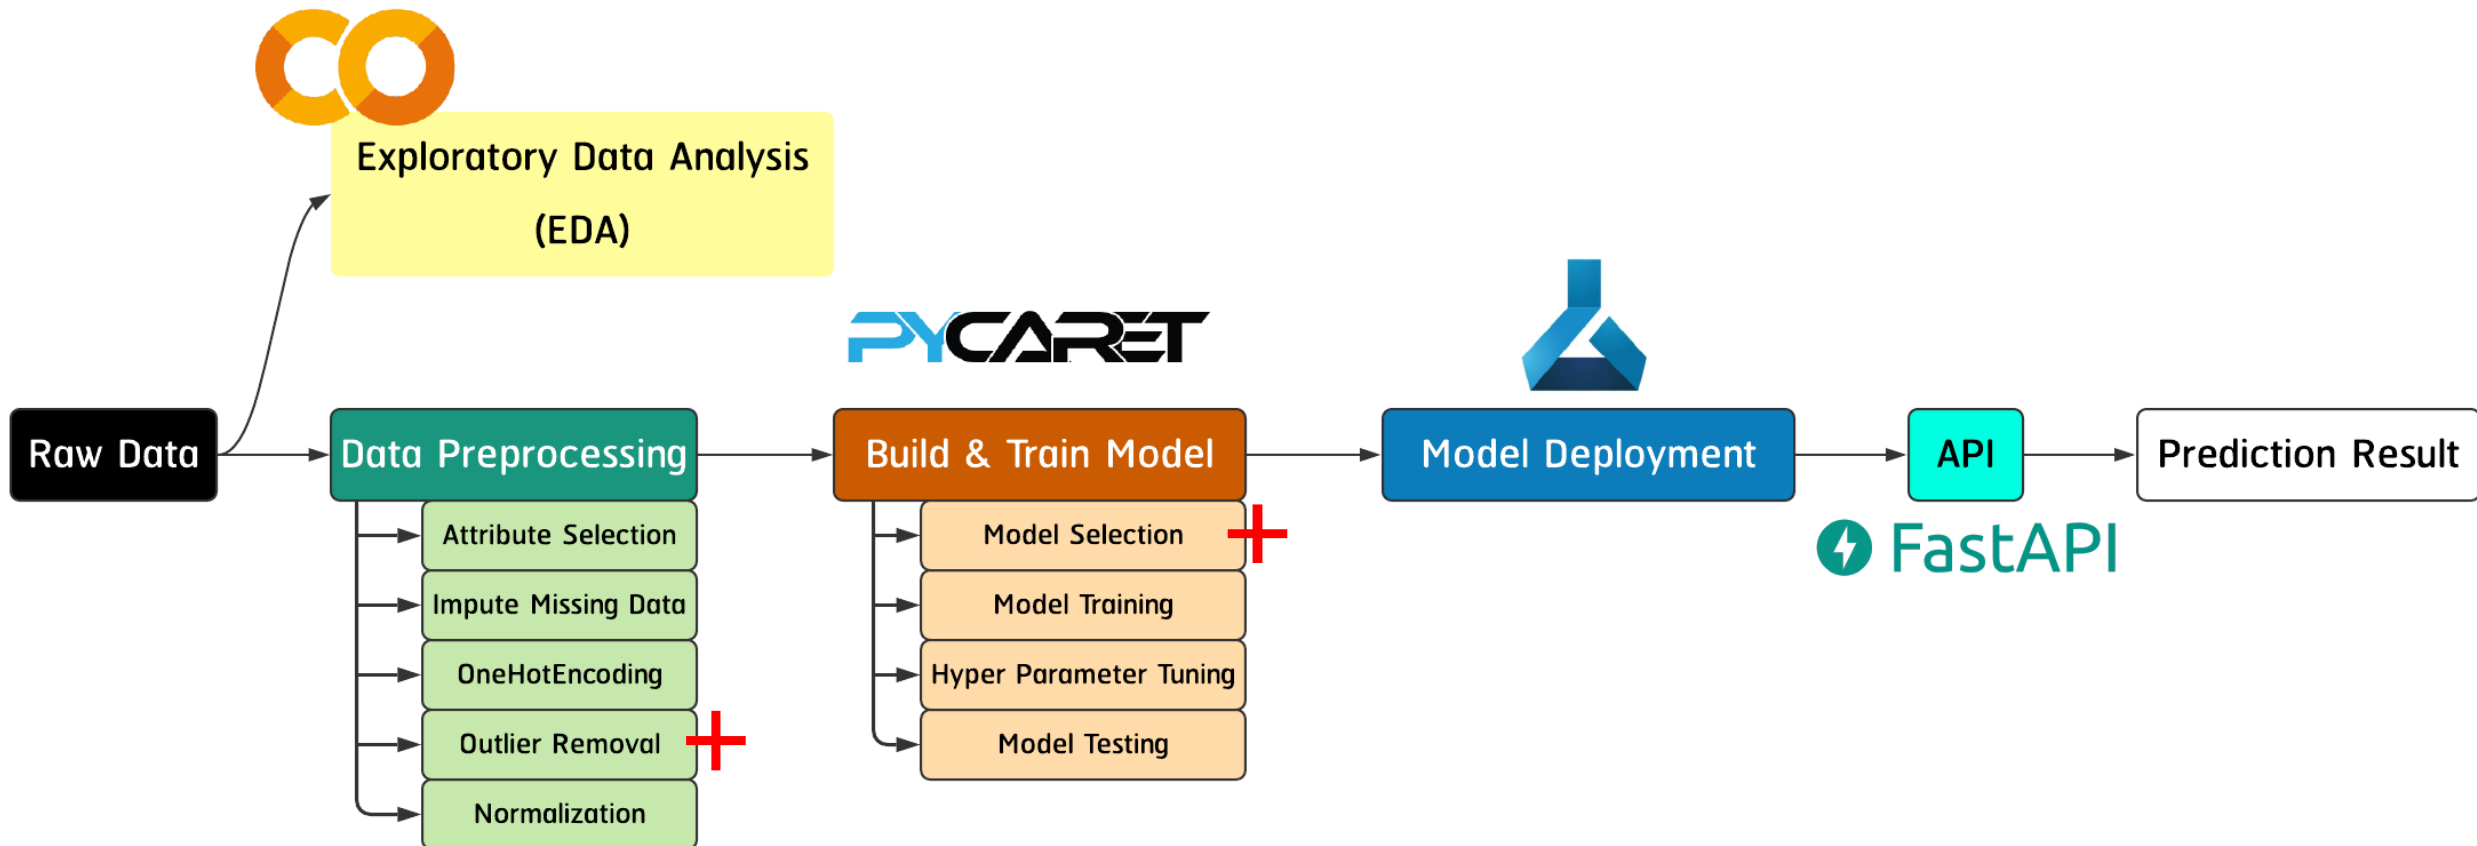 Exploratory Data Analysis
(EDA)
PYCARET
Raw Data
Data Preprocessing
Build & Train Model
Model Deployment
API
Prediction Result
Attribute Selection
Impute Missing Data
OneHotEncoding
Outlier Removal
Normalization
Model Selection
Model Training
Hyper Parameter Tuning
Model Testing
FastAPI